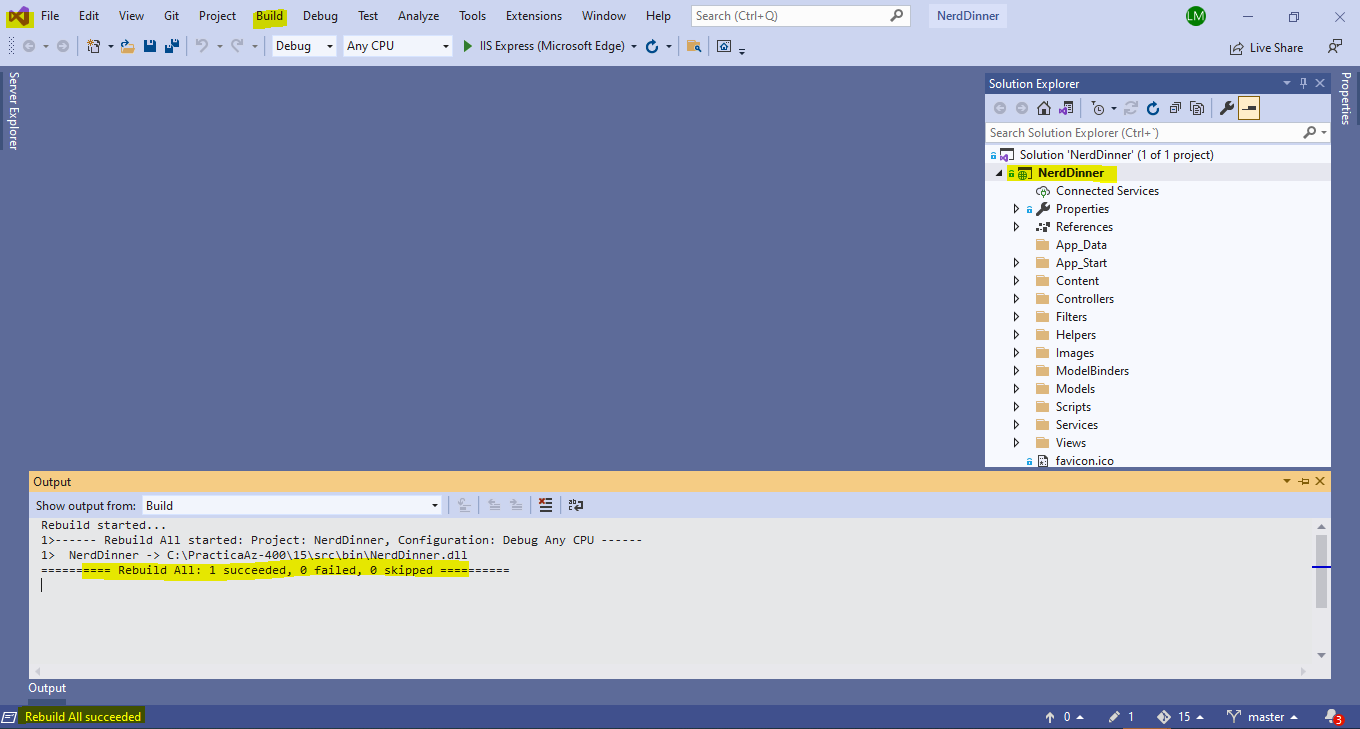 File Edit View Git Project Build Debug Test Analyze Tools Extensions Window Help Search (Ctrl+Q) NerdDinner LM
Debug Any CPU IIS Express (Microsoft Edge) Live Share
Server Explorer
Solution Explorer
Properties
Search Solution Explorer (Ctrl+`)
Solution 'NerdDinner' (1 of 1 project)
NerdDinner
Connected Services
Properties
References
App_Data
App_Start
Content
Controllers
Filters
Helpers
Images
ModelBinders
Models
Scripts
Services
Views
favicon.ico
Output
Show output from: Build
Rebuild started...
1>------ Rebuild All started: Project: NerdDinner, Configuration: Debug Any CPU ------
1>  NerdDinner -> C:\PracticaAz-400\15\src\bin\NerdDinner.dll
========== Rebuild All: 1 succeeded, 0 failed, 0 skipped ==========
Output
Rebuild All succeeded 0 1 15 master 3